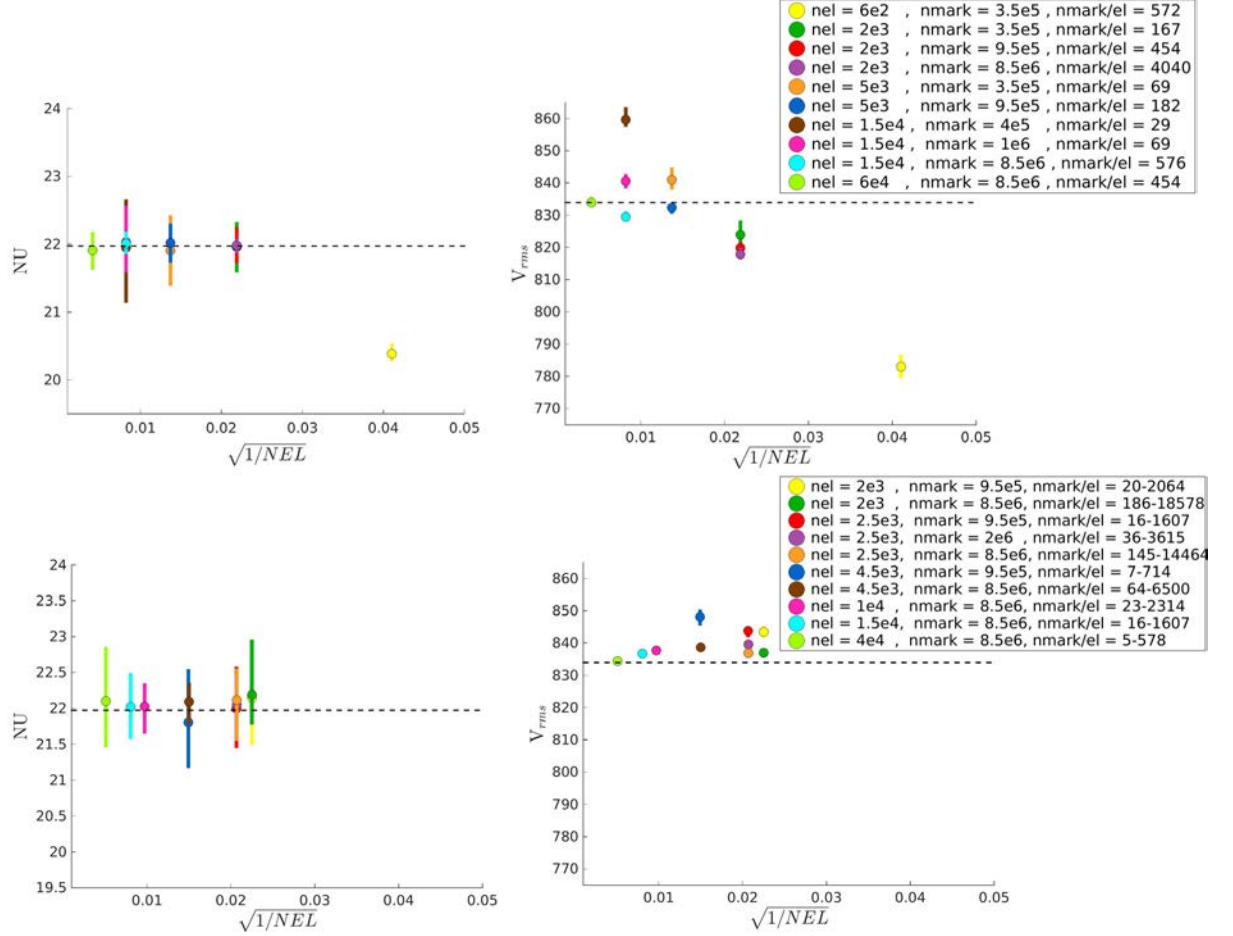 nel = 6e2 , nmark = 3.5e5 , nmark/el = 572
nel = 2e3 , nmark = 3.5e5 , nmark/el = 167
nel = 2e3 , nmark = 9.5e5 , nmark/el = 454
nel = 2e3 , nmark = 8.5e6 , nmark/el = 4040
nel = 5e3 , nmark = 3.5e5 , nmark/el = 69
nel = 5e3 , nmark = 9.5e5 , nmark/el = 182
nel = 1.5e4 , nmark = 4e5 , nmark/el = 29
nel = 1.5e4 , nmark = 1e6 , nmark/el = 69
nel = 1.5e4 , nmark = 8.5e6 , nmark/el = 576
nel = 6e4 , nmark = 8.5e6 , nmark/el = 454
24
23
22
21
20
NU
0.01 0.02 0.03 0.04 0.05
√1/NEL
860
850
840
830
820
810
800
790
780
770
Vrms
0.01 0.02 0.03 0.04 0.05
√1/NEL
nel = 2e3 , nmark = 9.5e5, nmark/el = 20-2064
nel = 2e3 , nmark = 8.5e6, nmark/el = 186-18578
nel = 2.5e3, nmark = 9.5e5, nmark/el = 16-1607
nel = 2.5e3, nmark = 2e6 , nmark/el = 36-3615
nel = 2.5e3, nmark = 8.5e6, nmark/el = 145-14464
nel = 4.5e3, nmark = 9.5e5, nmark/el = 7-714
nel = 4.5e3, nmark = 8.5e6, nmark/el = 64-6500
nel = 1e4 , nmark = 8.5e6, nmark/el = 23-2314
nel = 1.5e4, nmark = 8.5e6, nmark/el = 16-1607
nel = 4e4 , nmark = 8.5e6, nmark/el = 5-578
24
23.5
23
22.5
22
21.5
21
20.5
20
19.5
NU
0.01 0.02 0.03 0.04 0.05
√1/NEL
860
850
840
830
820
810
800
790
780
770
Vrms
0.01 0.02 0.03 0.04 0.05
√1/NEL